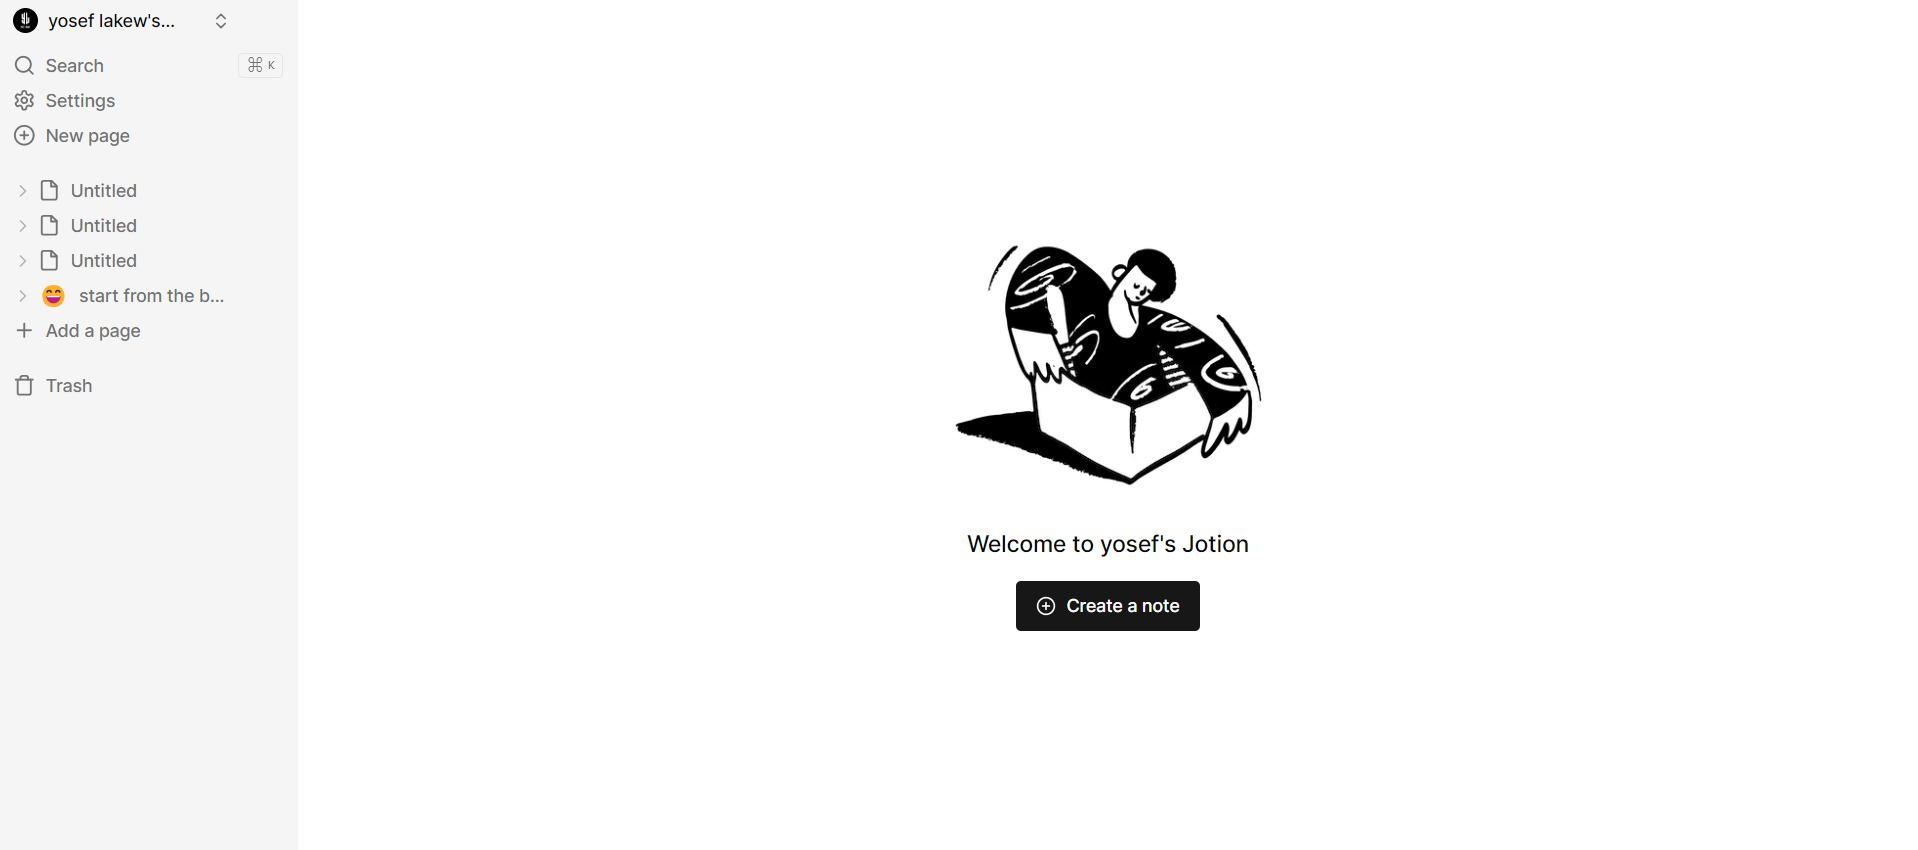 yosef lakew's...
Search ⌘ K
Settings
New page
Untitled
Untitled
Untitled
start from the b...
Add a page
Trash
Welcome to yosef's Jotion
Create a note